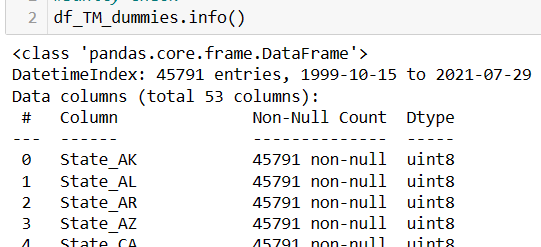 1 #Sanity Check
2 df_TM_dummies.info()
<class 'pandas.core.frame.DataFrame'>
DatetimeIndex: 45791 entries, 1999-10-15 to 2021-07-29
Data columns (total 53 columns):
# Column Non-Null Count Dtype
--- ------ -------------- -----
0 State_AK 45791 non-null uint8
1 State_AL 45791 non-null uint8
2 State_AR 45791 non-null uint8
3 State_AZ 45791 non-null uint8
4 State_CA 45791 non-null uint8